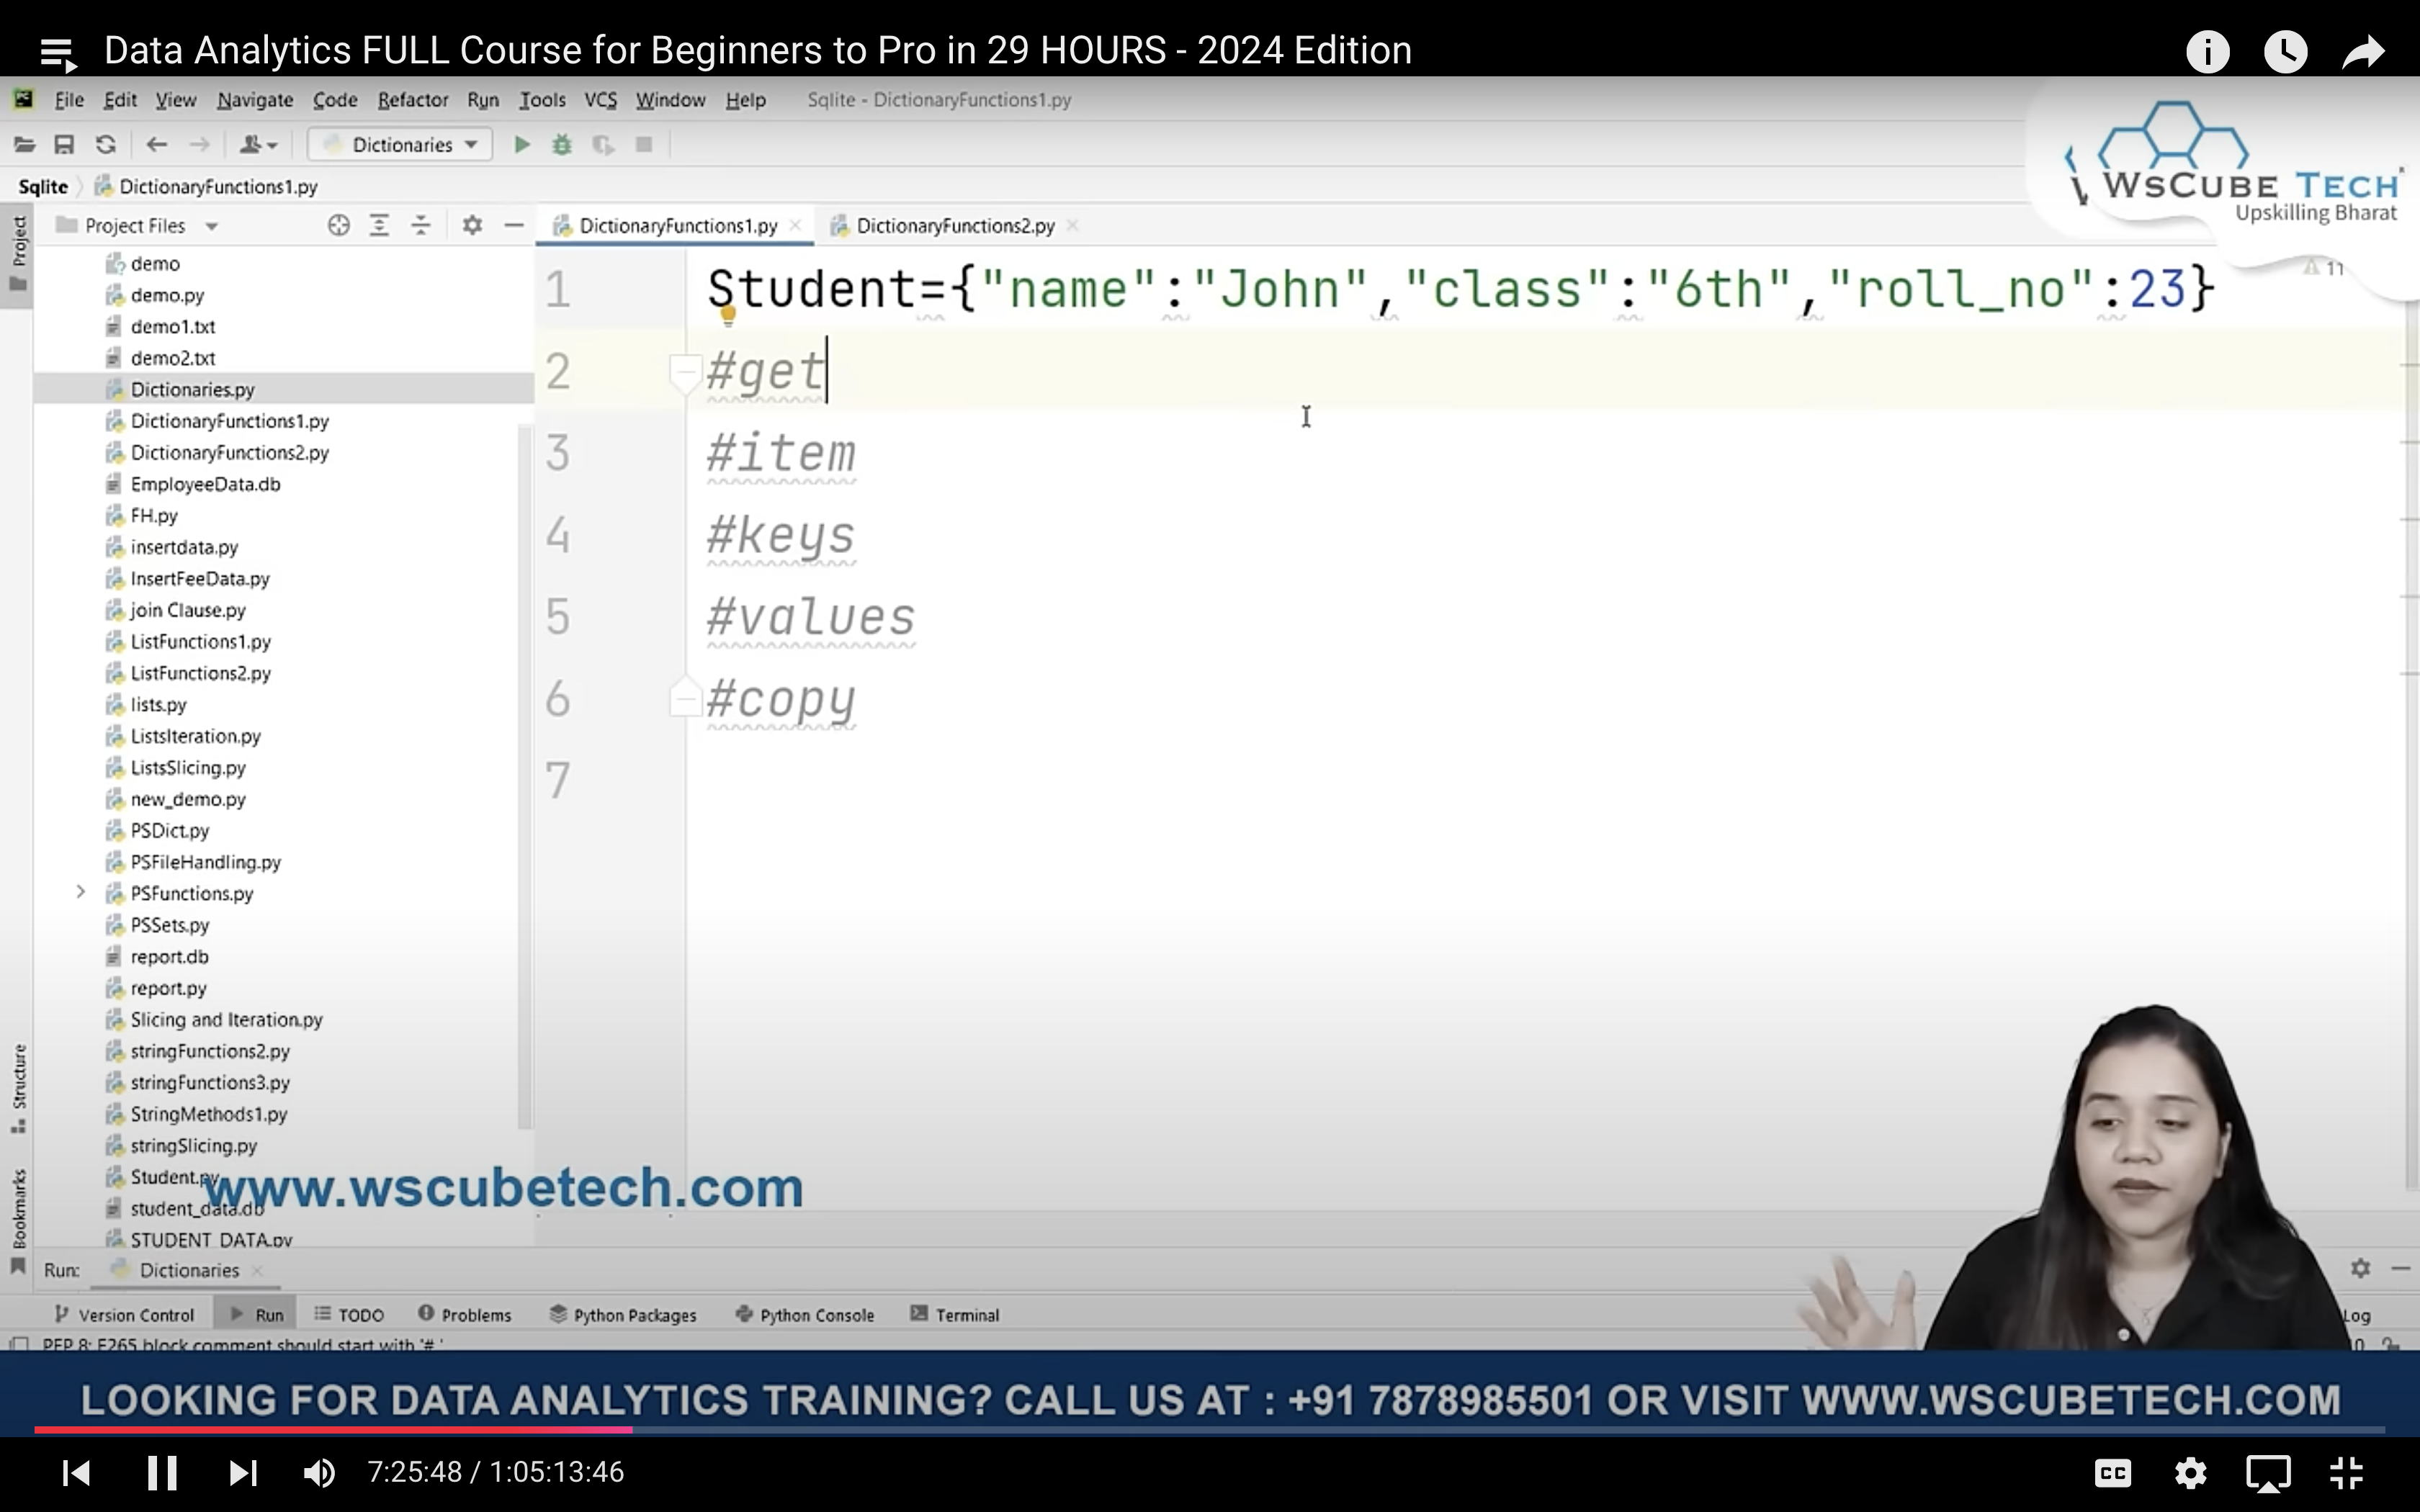 Data Analytics FULL Course for Beginners to Pro in 29 HOURS - 2024 Edition
File Edit View Navigate Code Refactor Run Tools VCS Window Help Sqlite - DictionaryFunctions1.py
Dictionaries
WSCUBE TECH
Upskilling Bharat
Sqlite DictionaryFunctions1.py
Project
Project Files
DictionaryFunctions1.py DictionaryFunctions2.py
demo
demo.py
demo1.txt
demo2.txt
Dictionaries.py
DictionaryFunctions1.py
DictionaryFunctions2.py
EmployeeData.db
FH.py
insertdata.py
InsertFeeData.py
join Clause.py
ListFunctions1.py
ListFunctions2.py
lists.py
ListsIteration.py
ListsSlicing.py
new_demo.py
PSDict.py
PSFileHandling.py
PSFunctions.py
PSSets.py
report.db
report.py
Slicing and Iteration.py
stringFunctions2.py
stringFunctions3.py
StringMethods1.py
stringSlicing.py
Student.py
student_data.db
STUDENT_DATA.py
1 Student={"name":"John","class":"6th","roll_no":23}
2 #get
3 #item
4 #keys
5 #values
6 #copy
7
11
www.wscubetech.com
Structure
Bookmarks
Run: Dictionaries
Version Control Run TODO Problems Python Packages Python Console Terminal
Log
PEP 8: E265 block comment should start with '# '
LOOKING FOR DATA ANALYTICS TRAINING? CALL US AT : +91 7878985501 OR VISIT WWW.WSCUBETECH.COM
7:25:48 / 1:05:13:46
CC